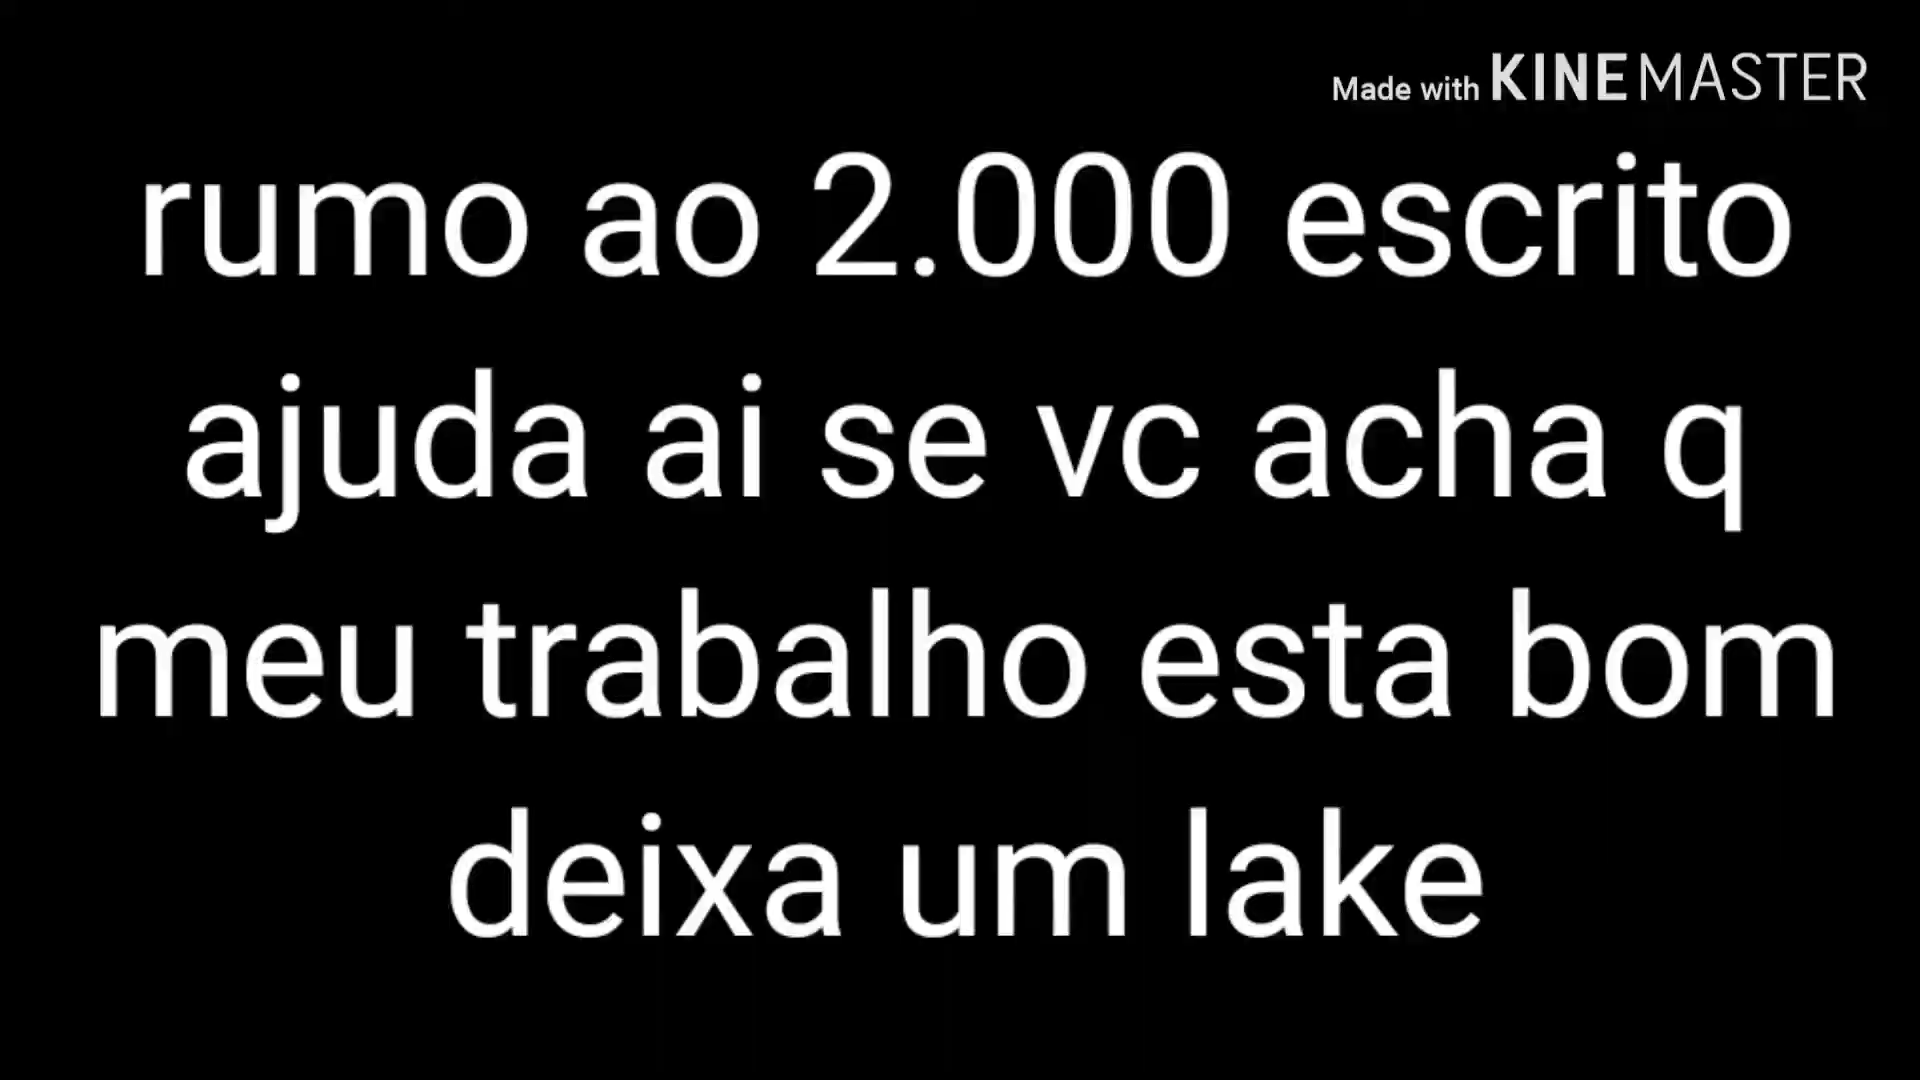 Made with KINEMASTER
rumo ao 2.000 escrito
ajuda ai se vc acha q
meu trabalho esta bom
deixa um lake